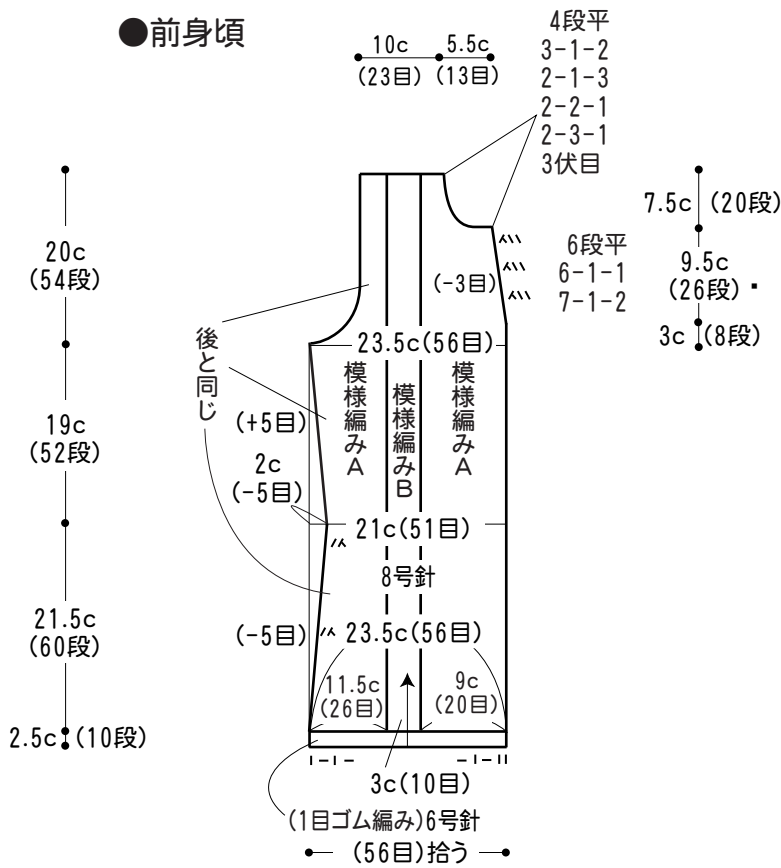 ●前身頃
10c
(23目)
5.5c
(13目)
4段平
3-1-2
2-1-3
2-2-1
2-3-1
3伏目
7.5c (20段)
20c
(54段)
(-3目)
6段平
6-1-1
7-1-2
9.5c
(26段)
3c (8段)
後と同じ
23.5c(56目)
模様編みA
模様編みB
模様編みA
19c
(52段)
(+5目)
2c
(-5目)
21c(51目)
8号針
21.5c
(60段)
(-5目)
23.5c(56目)
11.5c
(26目)
9c
(20目)
2.5c (10段)
3c(10目)
(1目ゴム編み)6号針
(56目)拾う